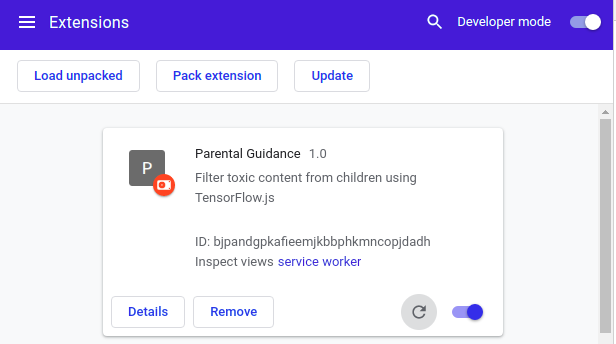 Extensions
Developer mode
Load unpacked
Pack extension
Update
P
Parental Guidance 1.0
Filter toxic content from children using
TensorFlow.js
ID: bjpandgpkafieemjkbbphkmncopjdadh
Inspect views service worker
Details
Remove